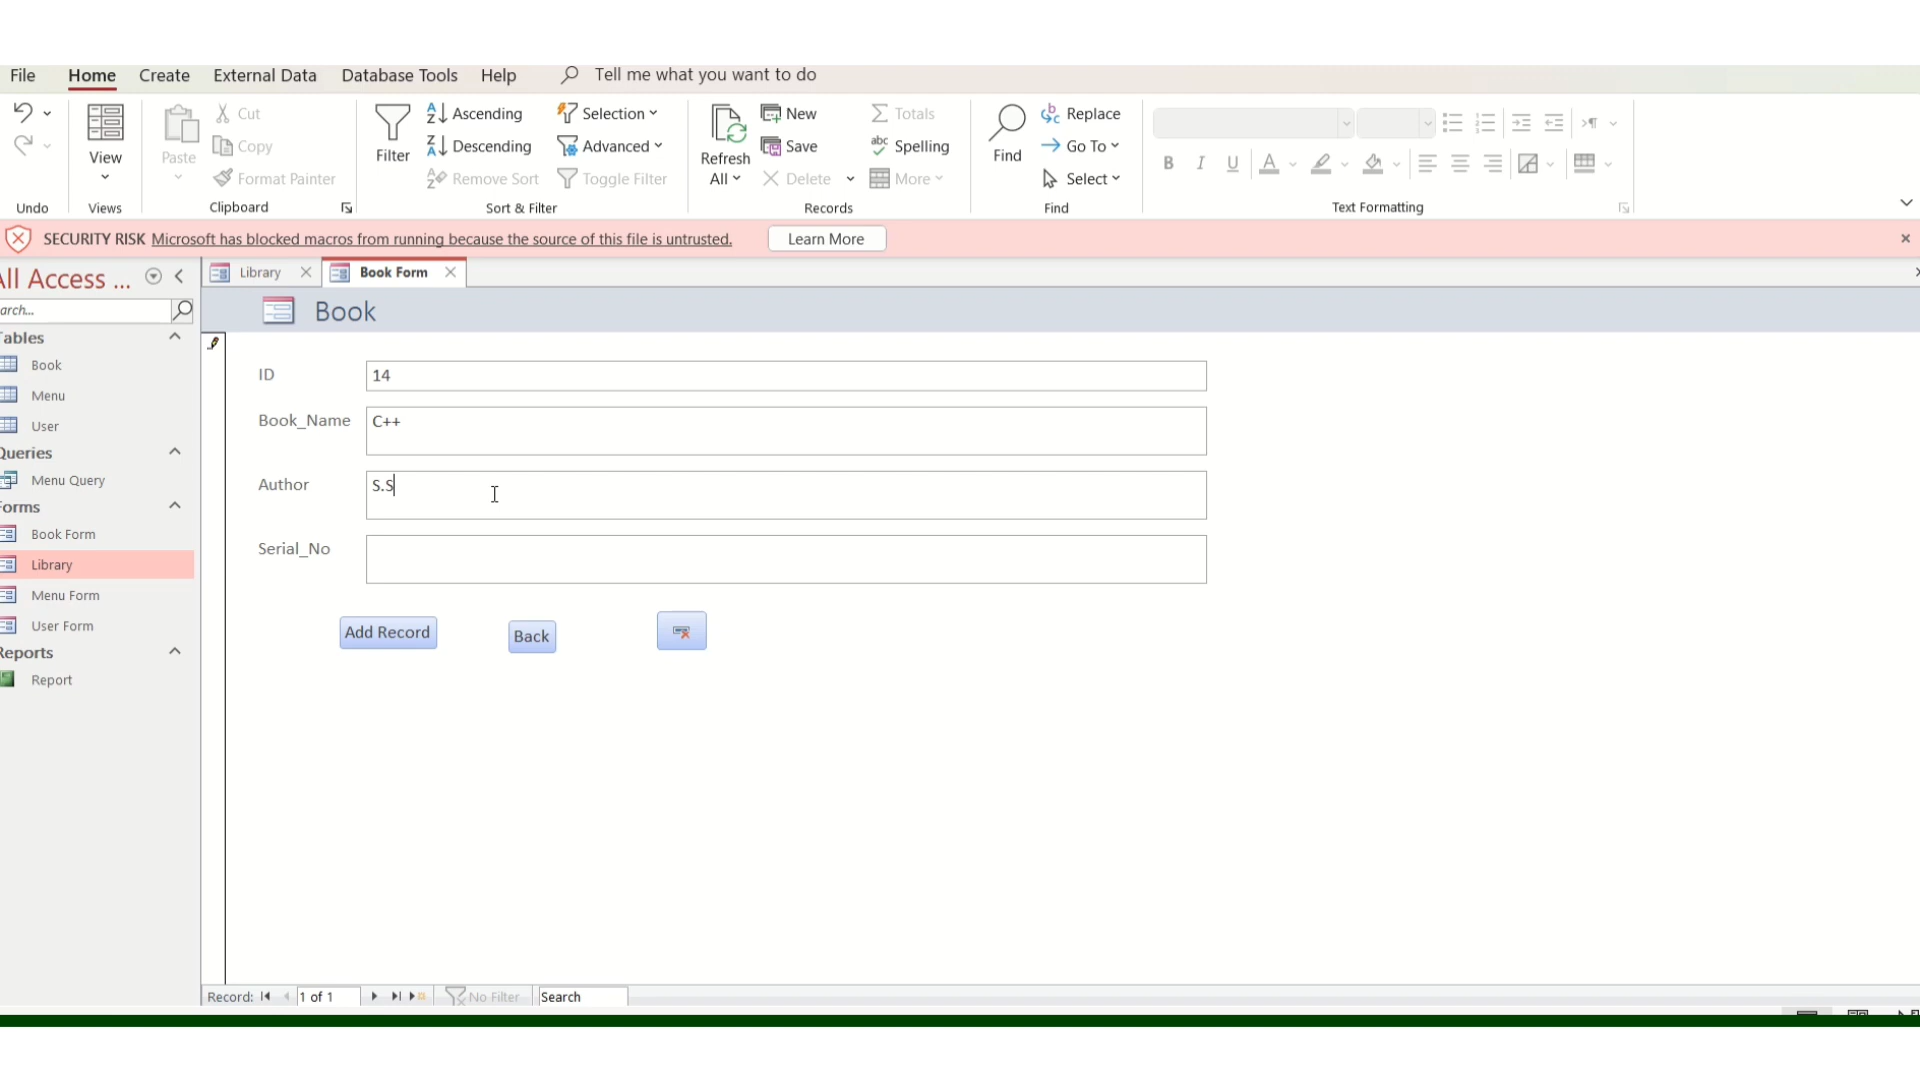 File Home Create External Data Database Tools Help Tell me what you want to do
View Paste Cut Copy Format Painter Filter Ascending Descending Remove Sort Selection Advanced Toggle Filter Refresh All New Save Delete Totals Spelling More Find Replace Go To Select B I U
Undo Views Clipboard Sort & Filter Records Find Text Formatting
SECURITY RISK Microsoft has blocked macros from running because the source of this file is untrusted. Learn More
All Access ... Library Book Form
arch...
Book
Tables
Book
Menu
User
Queries
Menu Query
Forms
Book Form
Library
Menu Form
User Form
Reports
Report
ID 14
Book_Name C++
Author S.S
Serial_No
Add Record Back
Record: 1 of 1 No Filter Search